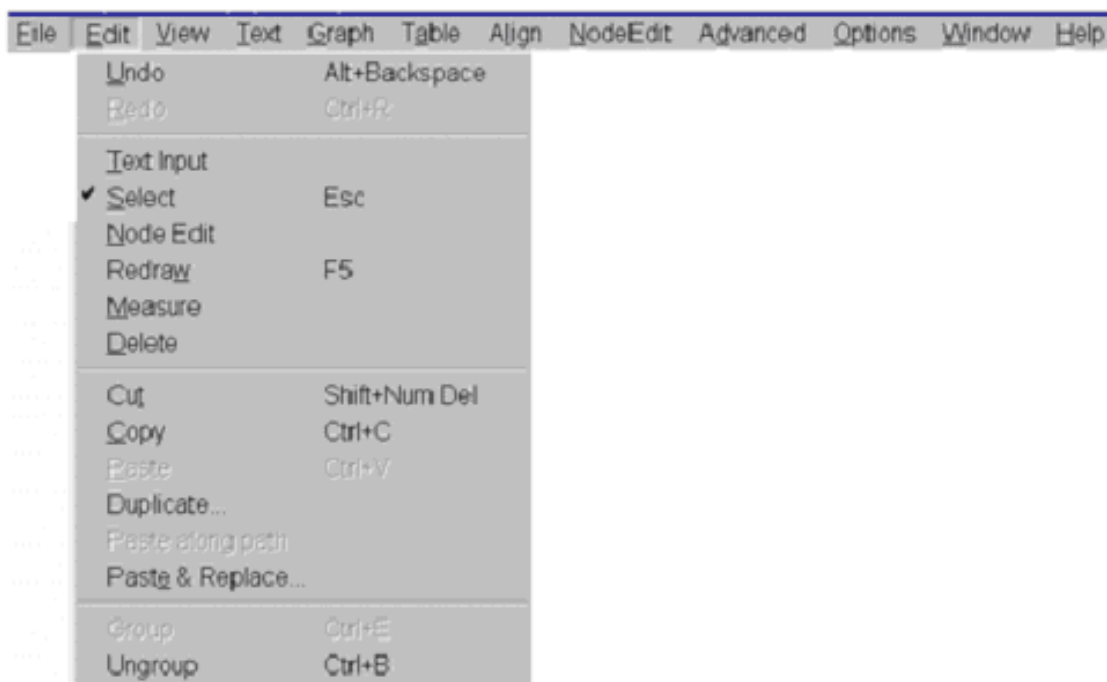 File Edit View Text Graph Table Align NodeEdit Advanced Options Window Help
Undo Alt+Backspace
Redo Ctrl+R
Text Input
Select Esc
Node Edit
Redraw F5
Measure
Delete
Cut Shift+Num Del
Copy Ctrl+C
Paste Ctrl+V
Duplicate...
Paste along path
Paste & Replace...
Group Ctrl+E
Ungroup Ctrl+B